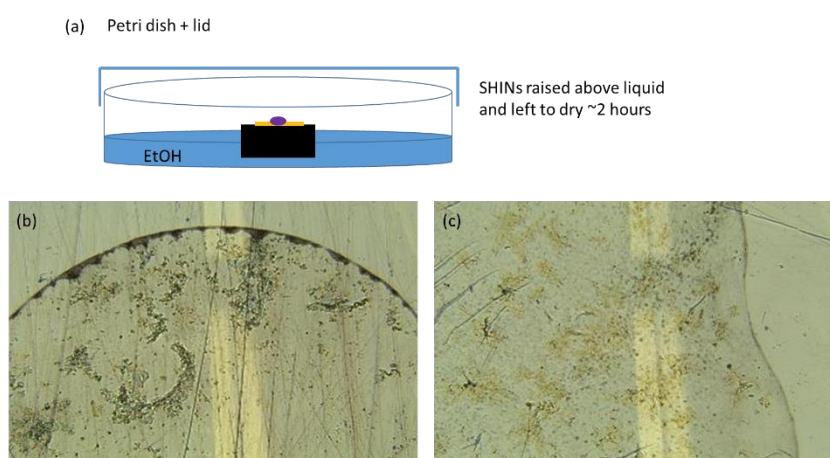 (a) Petri dish + lid
SHINs raised above liquid
and left to dry ~2 hours
EtOH
(b)
(c)